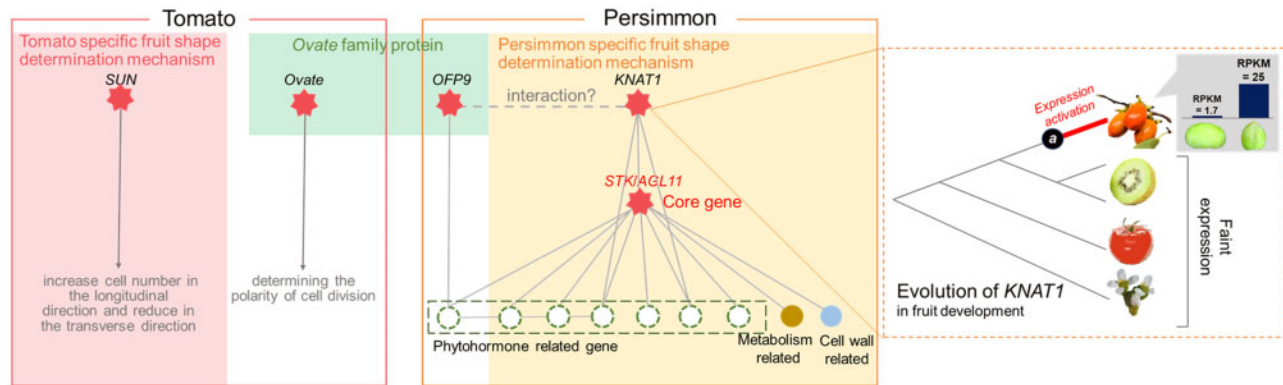 Tomato
Persimmon
Tomato specific fruit shape
determination mechanism
SUN
increase cell number in
the longitudinal
direction and reduce in
the transverse direction
Ovate family protein
Ovate
determining the
polarity of cell division
OFP9
interaction?
Persimmon specific fruit shape
determination mechanism
KNAT1
STK/AGL11
Core gene
Phytohormone related gene
Metabolism
related
Cell wall
related
Expression
activation
a
RPKM
= 1.7
RPKM
= 25
Faint
expression
Evolution of KNAT1
in fruit development